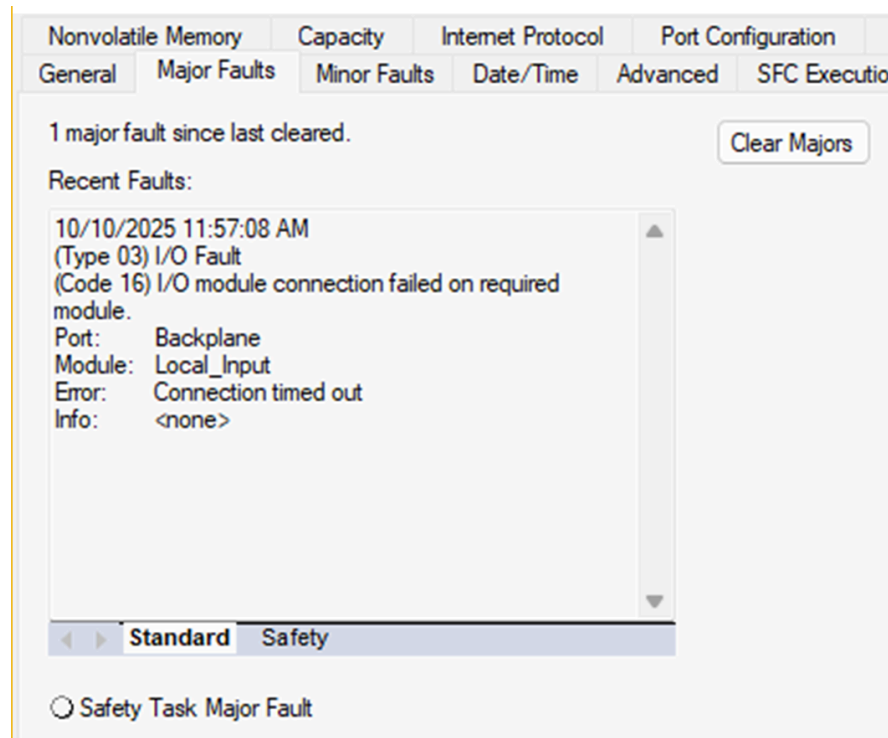 Nonvolatile Memory Capacity Internet Protocol Port Configuration
General Major Faults Minor Faults Date/Time Advanced SFC Executio
1 major fault since last cleared.
Clear Majors
Recent Faults:
10/10/2025 11:57:08 AM
(Type 03) I/O Fault
(Code 16) I/O module connection failed on required
module.
Port: Backplane
Module: Local_Input
Error: Connection timed out
Info: <none>
Standard Safety
Safety Task Major Fault